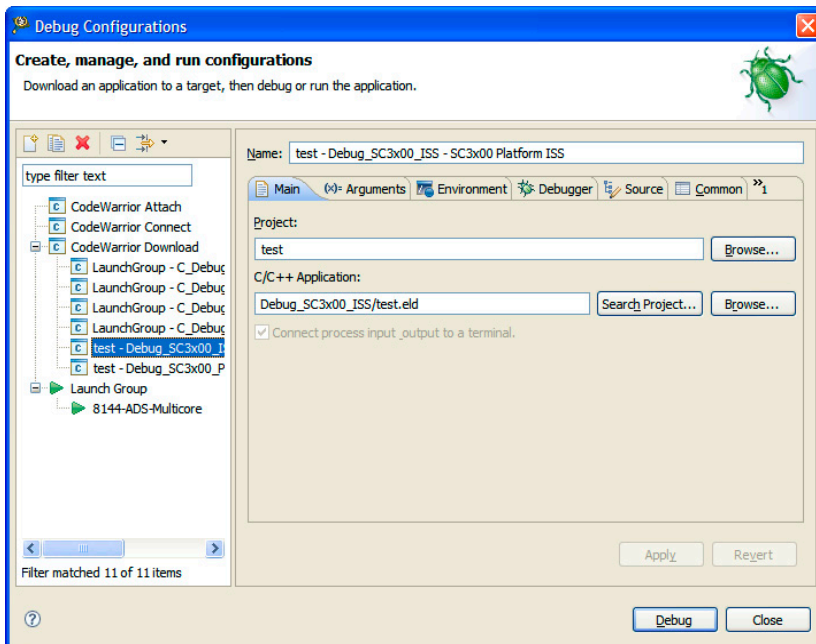 Debug Configurations
Create, manage, and run configurations
Download an application to a target, then debug or run the application.
type filter text
CodeWarrior Attach
CodeWarrior Connect
CodeWarrior Download
LaunchGroup - C_Debug
LaunchGroup - C_Debug
LaunchGroup - C_Debug
LaunchGroup - C_Debug
test - Debug_SC3x00_I
test - Debug_SC3x00_P
Launch Group
8144-ADS-Multicore
Filter matched 11 of 11 items
Name: test - Debug_SC3x00_ISS - SC3x00 Platform ISS
Main (x)= Arguments Environment Debugger Source Common »1
Project:
test Browse...
C/C++ Application:
Debug_SC3x00_ISS/test.eld Search Project... Browse...
Connect process input output to a terminal.
Apply Revert
Debug Close